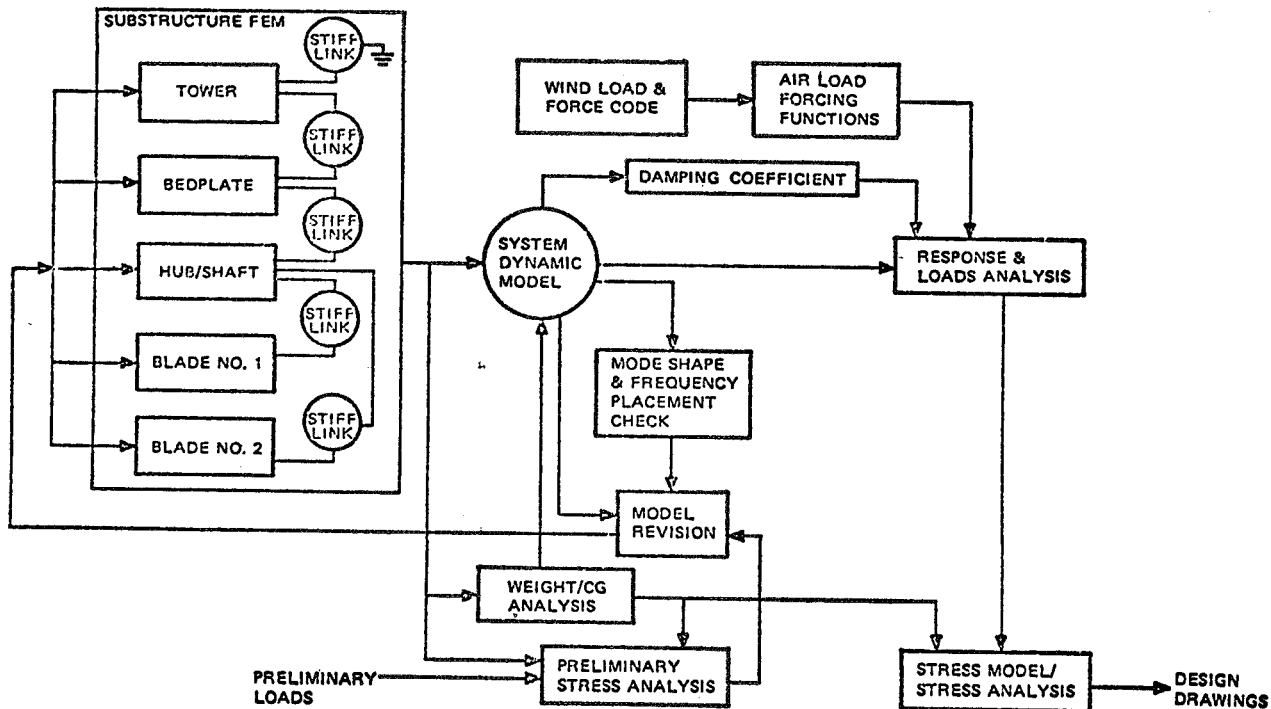 SUBSTRUCTURE FEM
STIFF
LINK
TOWER
STIFF
LINK
BEDPLATE
STIFF
LINK
HUB/SHAFT
STIFF
LINK
BLADE NO. 1
STIFF
LINK
BLADE NO. 2
WIND LOAD &
FORCE CODE
AIR LOAD
FORCING
FUNCTIONS
DAMPING COEFFICIENT
SYSTEM
DYNAMIC
MODEL
RESPONSE &
LOADS ANALYSIS
MODE SHAPE
& FREQUENCY
PLACEMENT
CHECK
MODEL
REVISION
WEIGHT/CG
ANALYSIS
PRELIMINARY
LOADS
PRELIMINARY
STRESS ANALYSIS
STRESS MODEL/
STRESS ANALYSIS
DESIGN
DRAWINGS